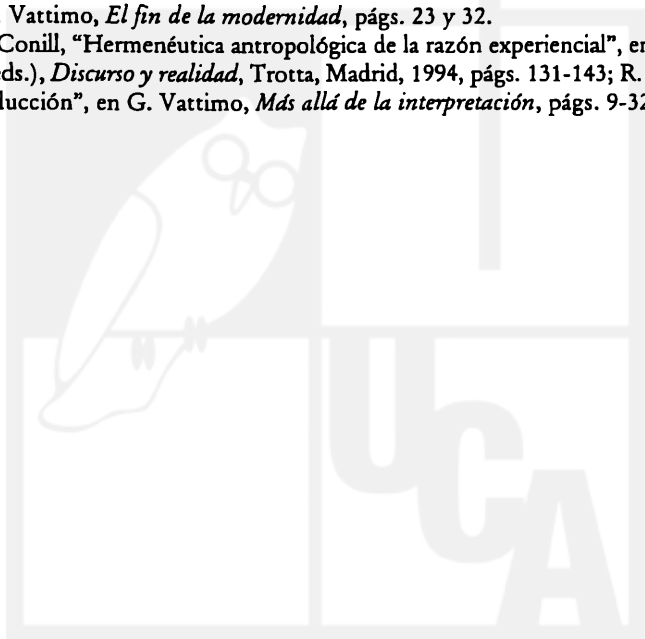 Vattimo, El fin de la modernidad, págs. 23 y 32.
Conill, “Hermenéutica antropológica de la razón experiencial”, en
eds.), Discurso y realidad, Trotta, Madrid, 1994, págs. 131-143; R.
ducción”, en G. Vattimo, Más allá de la interpretación, págs. 9-32
UCA